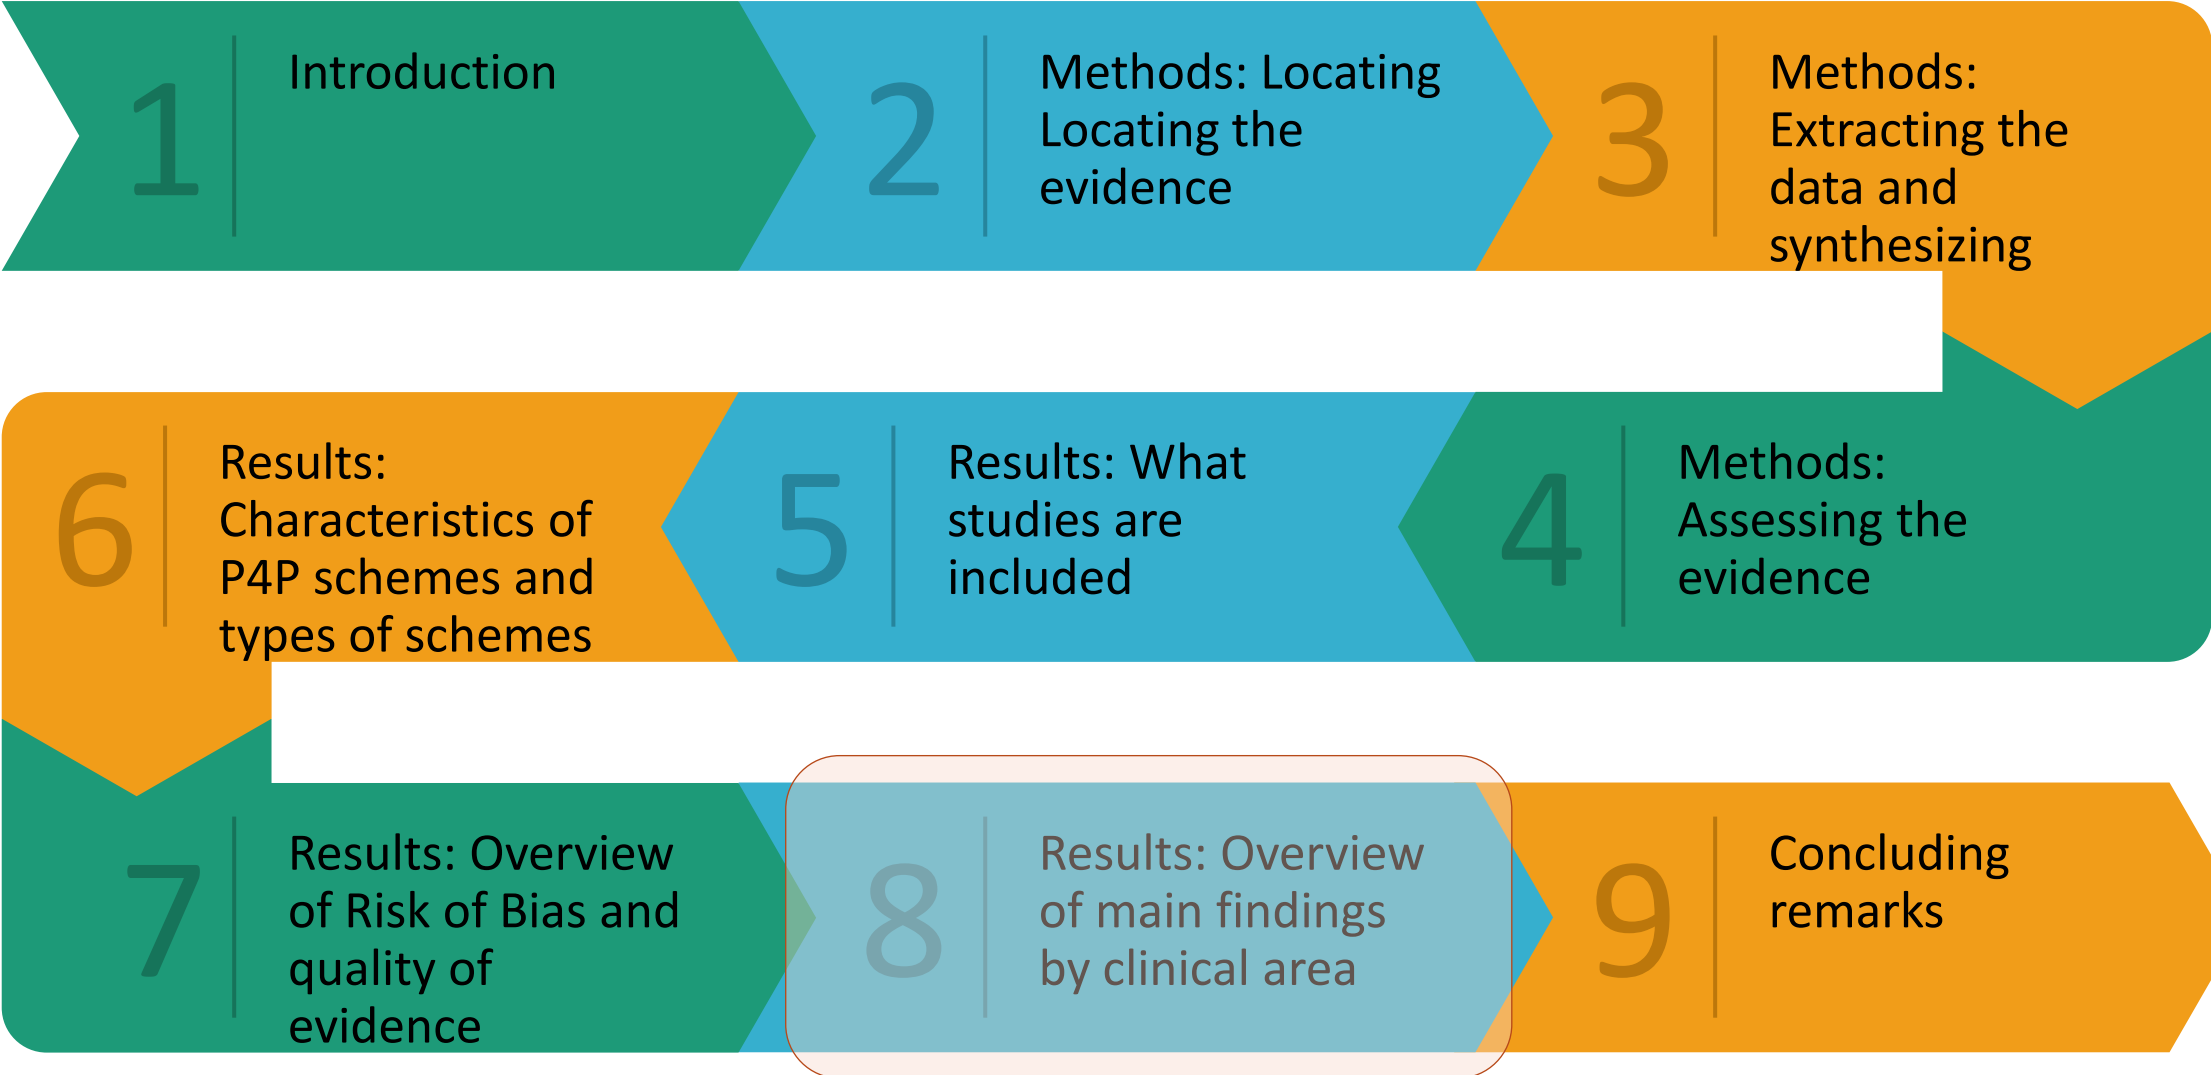 1
Introduction
2
Methods: Locating
Locating the
evidence
3
Methods:
Extracting the
data and
synthesizing
4
Methods:
Assessing the
evidence
5
Results: What
studies are
included
6
Results:
Characteristics of
P4P schemes and
types of schemes
7
Results: Overview
of Risk of Bias and
quality of
evidence
8
Results: Overview
of main findings
by clinical area
9
Concluding
remarks